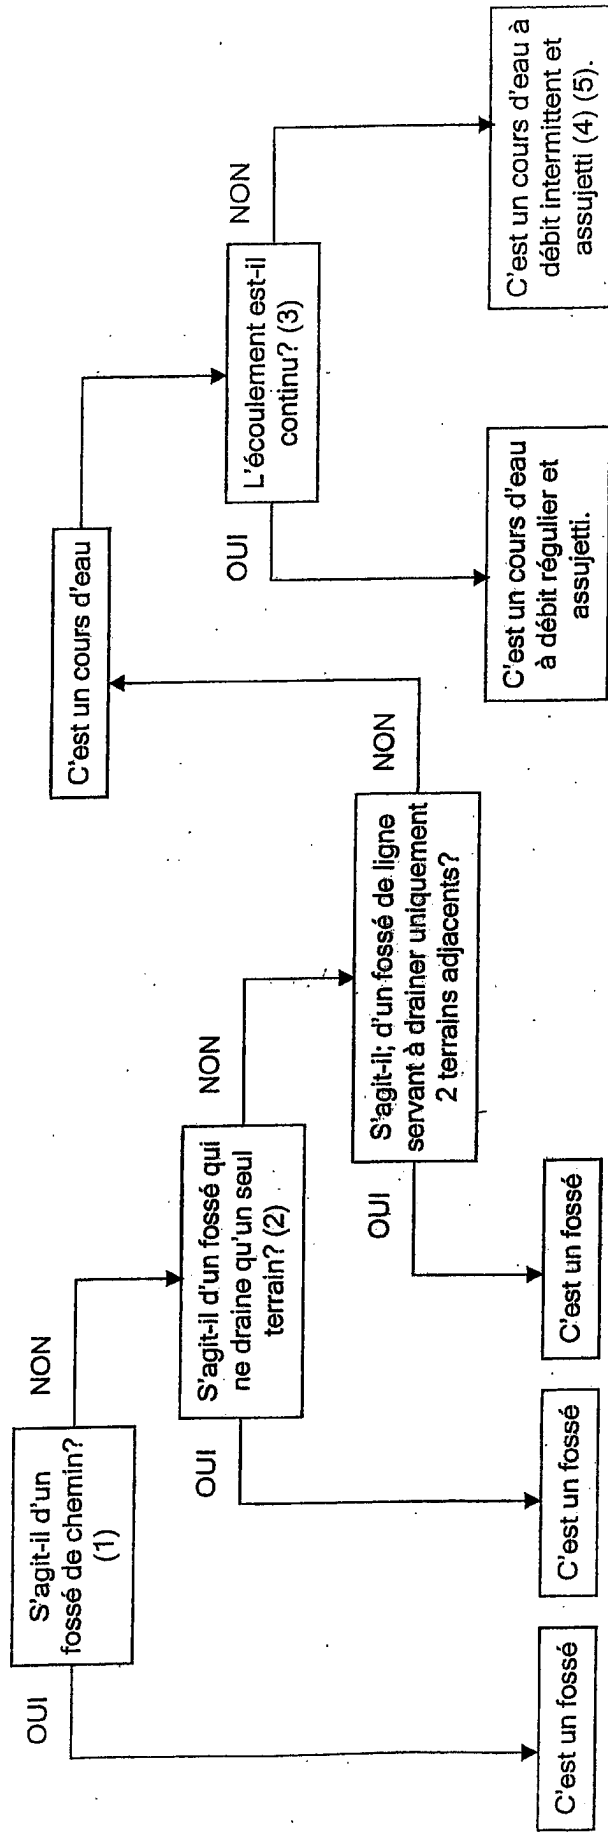 S'agit-il d'un
fossé de chemin?
(1)
OUI
NON
C'est un fossé
S'agit-il d'un fossé qui
ne draine qu'un seul
terrain? (2)
OUI
NON
C'est un fossé
S'agit-il; d'un fossé de ligne
servant à drainer uniquement
2 terrains adjacents?
OUI
NON
C'est un fossé
C'est un cours d'eau
L'écoulement est-il
continu? (3)
OUI
NON
C'est un cours d'eau
à débit régulier et
assujetti.
C'est un cours d'eau à
débit intermittent et
assujetti (4) (5).